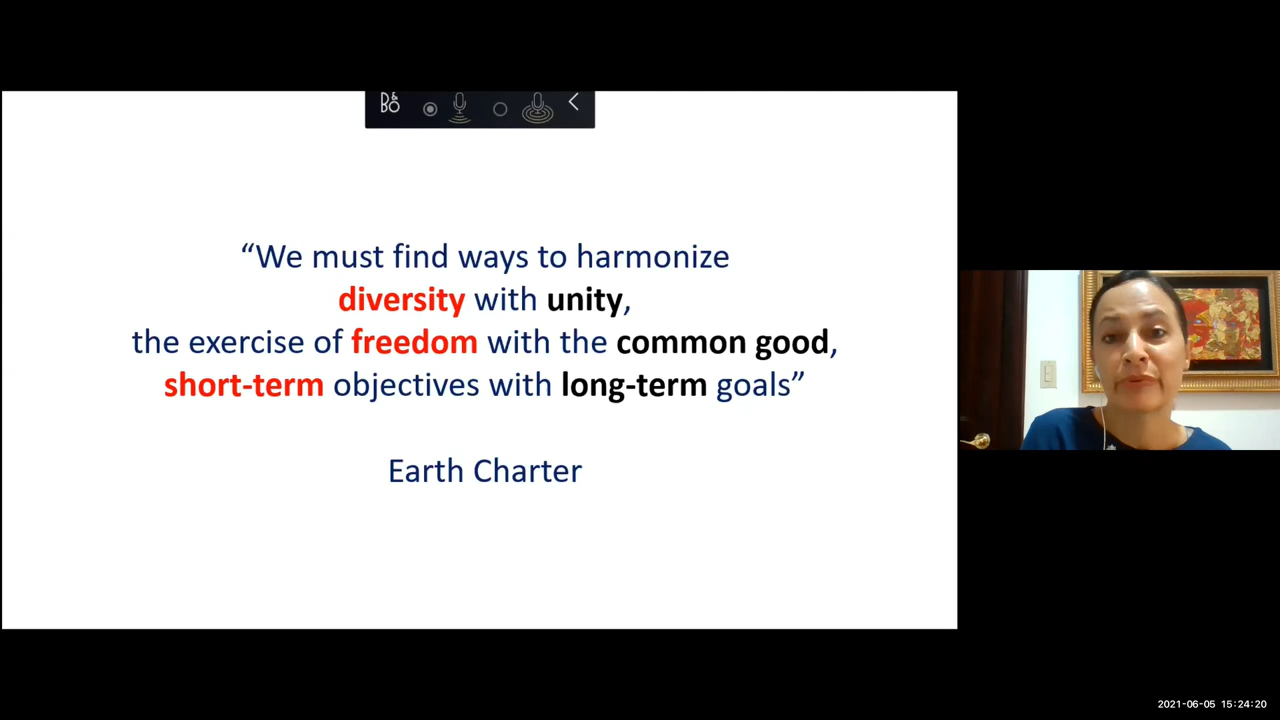 B&O
“We must find ways to harmonize
diversity with unity,
the exercise of freedom with the common good,
short-term objectives with long-term goals”
Earth Charter
2021-06-05 15:24:20